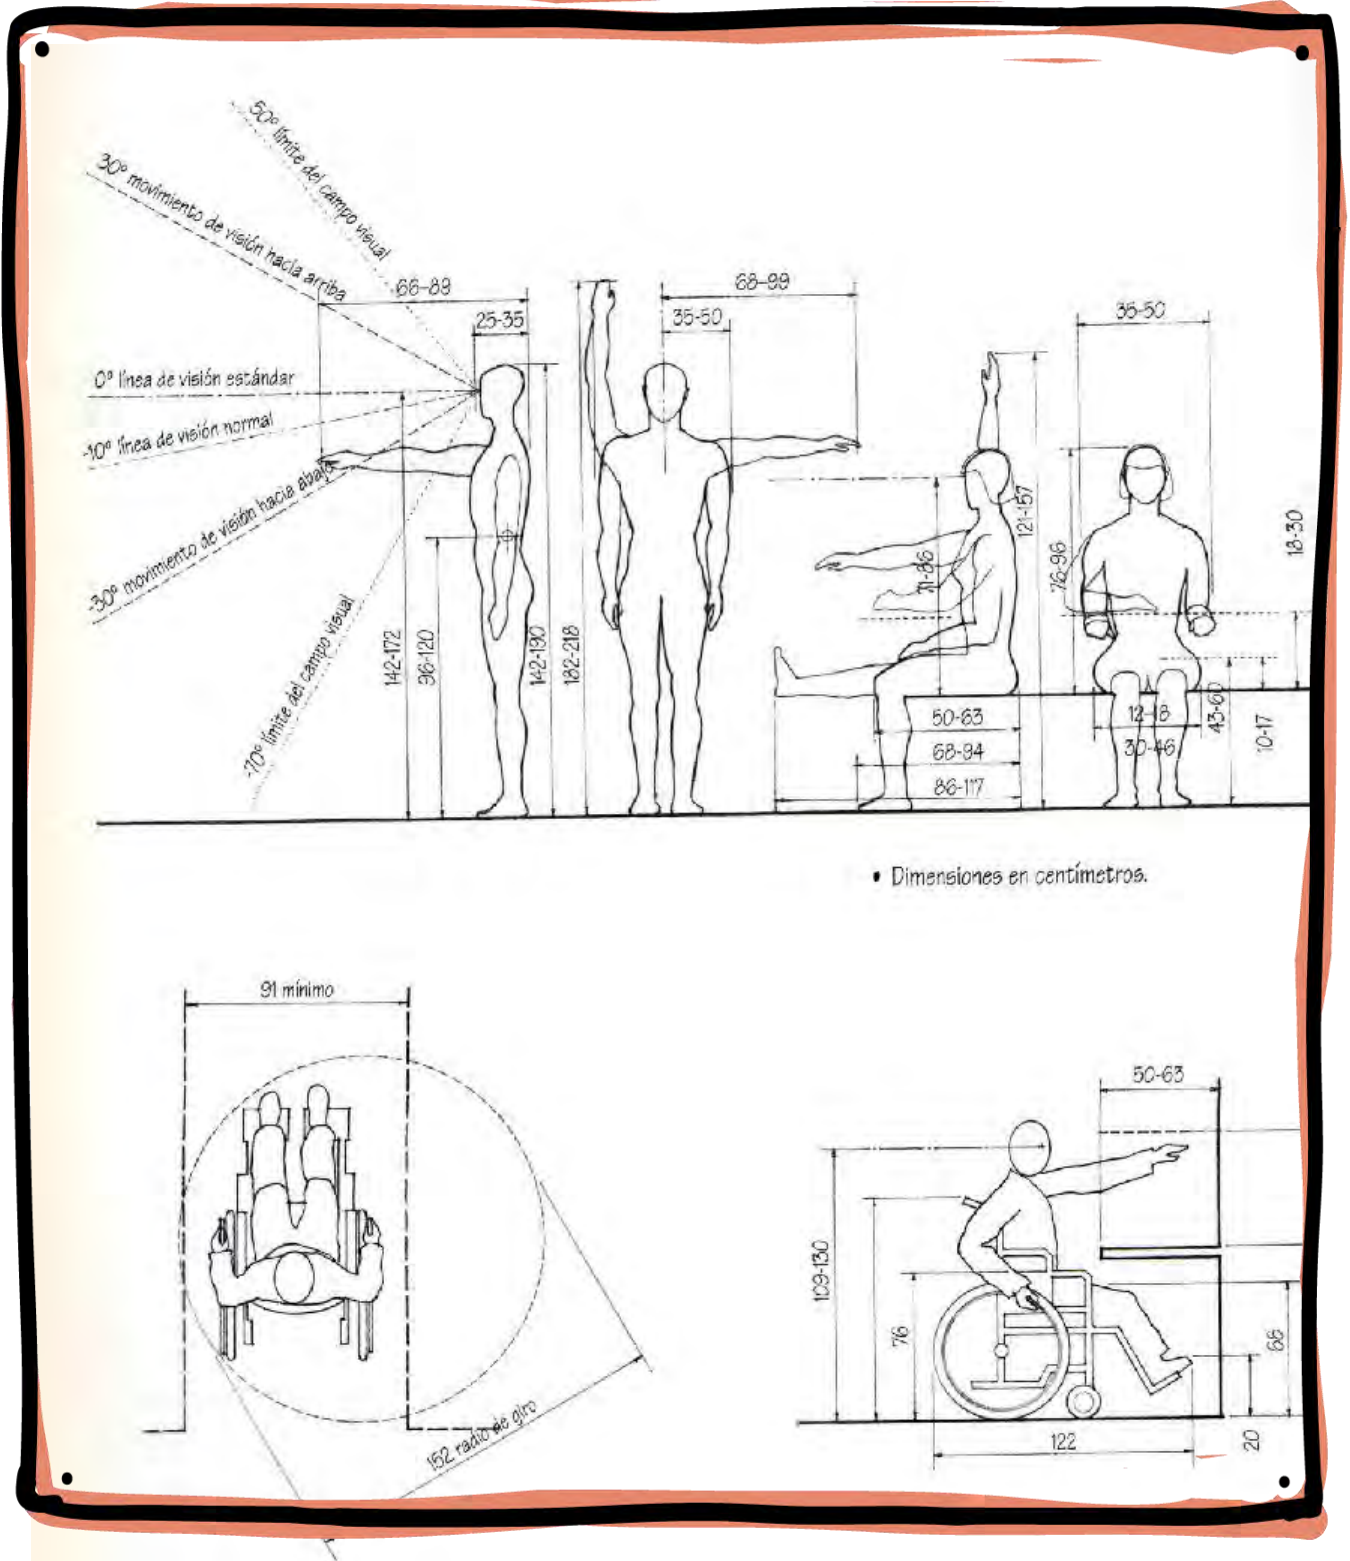 50° límite del campo visual
30° movimiento de visión hacia arriba
66-89
68-99
25-35
35-50
35-50
0° línea de visión estándar
-10° línea de visión normal
-30° movimiento de visión hacia abajo
-70° límite del campo visual
142-172
96-120
142-190
182-218
71-86
121-157
76-96
18-30
50-63
68-94
86-117
12-18
30-46
43-60
10-17
• Dimensiones en centímetros.
91 mínimo
152 radio de giro
50-63
109-130
76
68
122
20